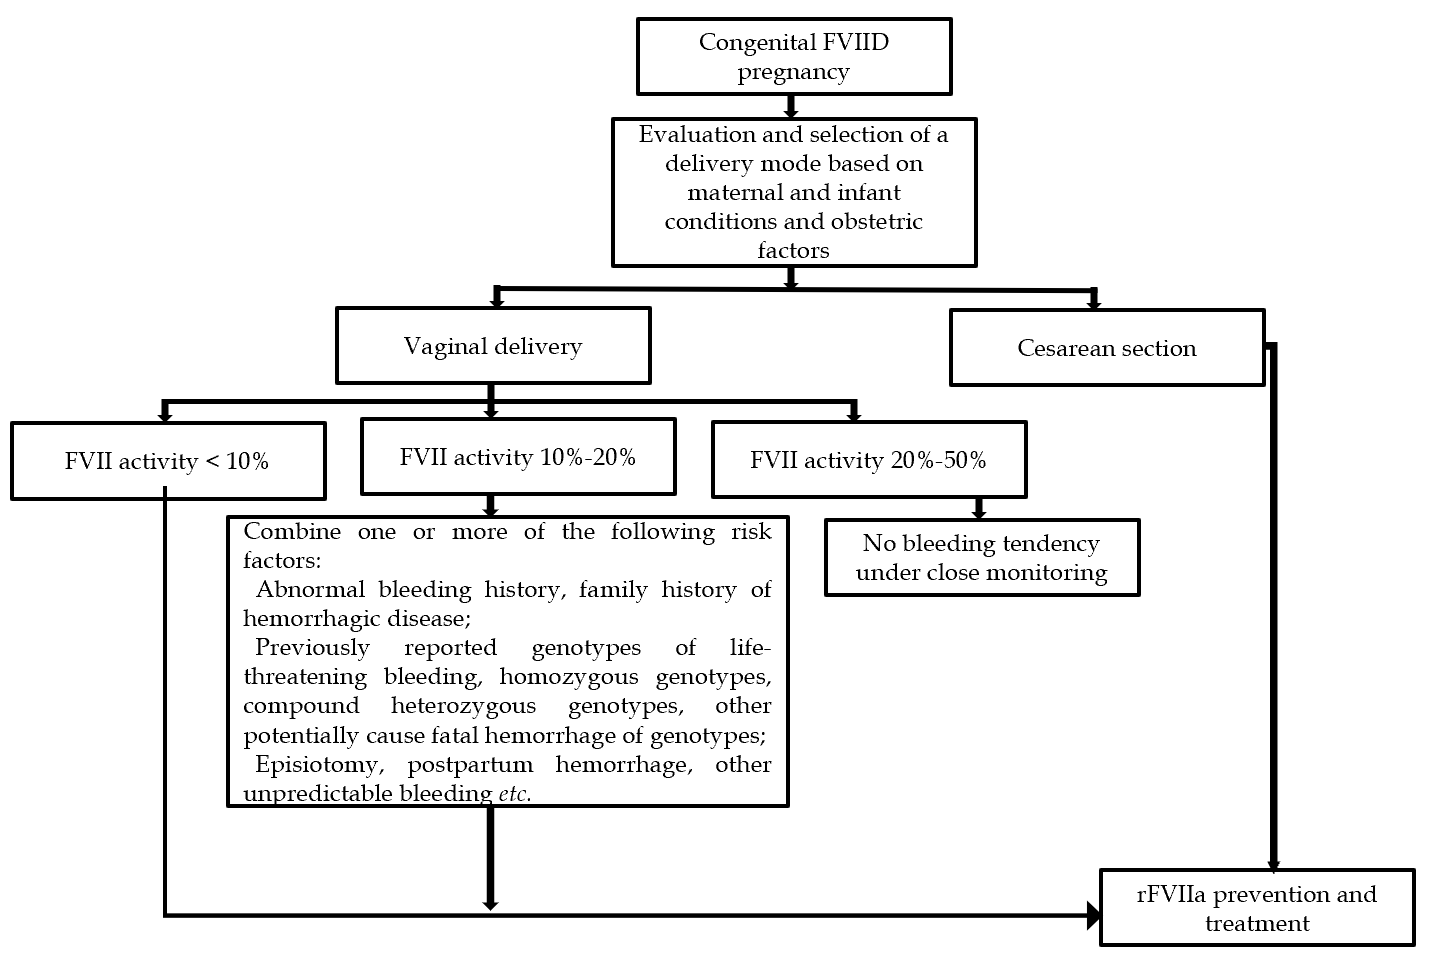 Congenital FVIID
pregnancy
Evaluation and selection of a
delivery mode based on
maternal and infant
conditions and obstetric
factors
Vaginal delivery
Cesarean section
FVII activity < 10%
FVII activity 10%-20%
FVII activity 20%-50%
Combine one or more of the following risk
factors:
Abnormal bleeding history, family history of
hemorrhagic disease;
Previously reported genotypes of life-
threatening bleeding, homozygous genotypes,
compound heterozygous genotypes, other
potentially cause fatal hemorrhage of genotypes;
Episiotomy, postpartum hemorrhage, other
unpredictable bleeding etc.
No bleeding tendency
under close monitoring
rFVIIa prevention and
treatment